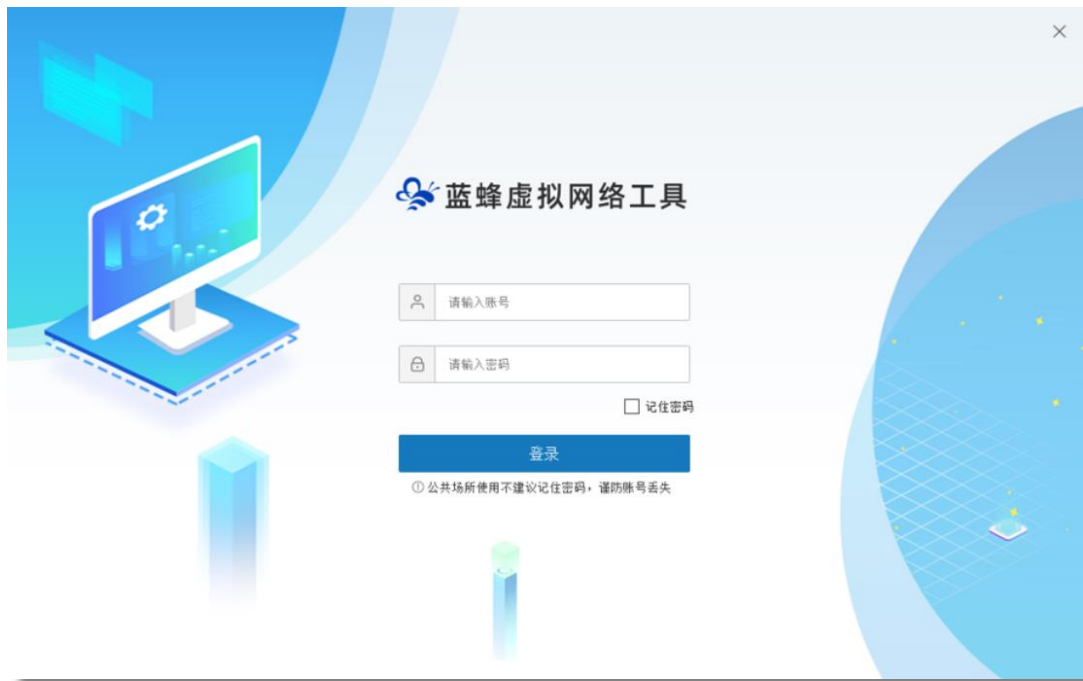 蓝蜂虚拟网络工具
请输入账号
请输入密码
记住密码
登录
公共场所使用不建议记住密码，谨防账号丢失